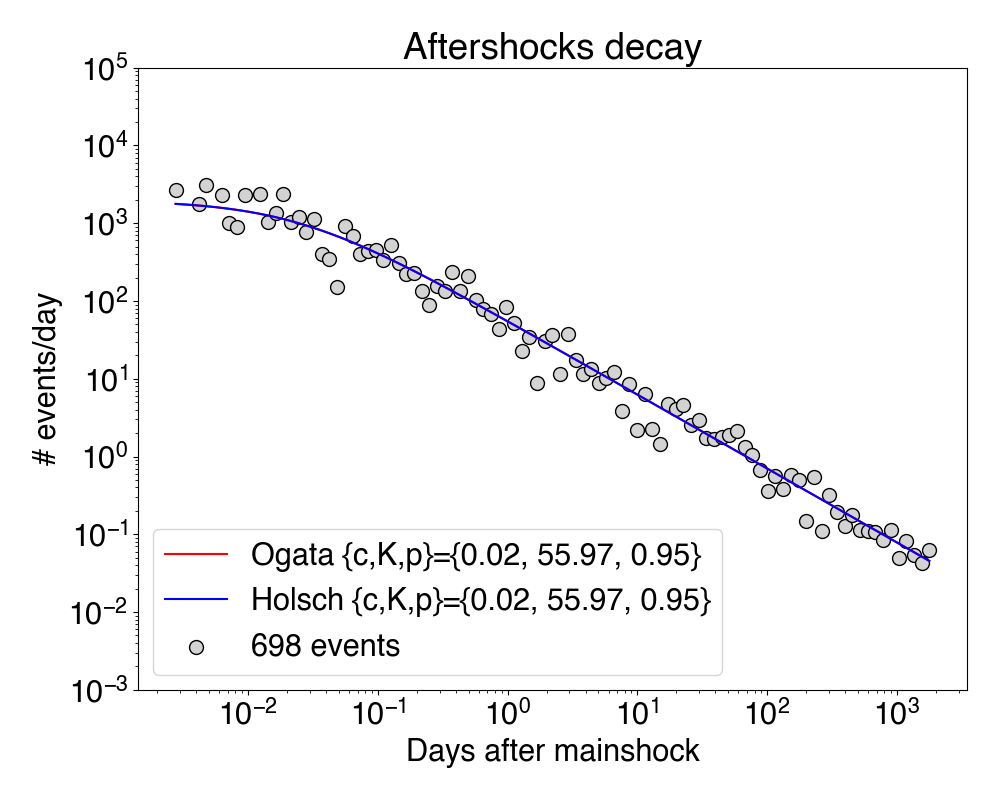 Aftershocks decay
# events/day
10^5
10^4
10^3
10^2
10^1
10^0
10^−1
10^−2
10^−3
Ogata {c,K,p}={0.02, 55.97, 0.95}
Holsch {c,K,p}={0.02, 55.97, 0.95}
698 events
10^−2 10^−1 10^0 10^1 10^2 10^3
Days after mainshock